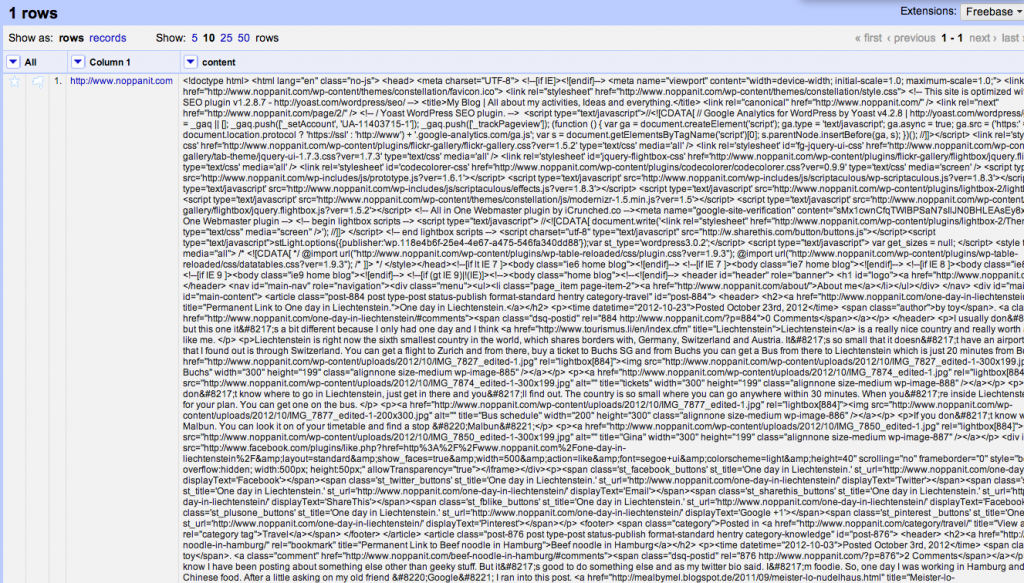 1 rows
Extensions: Freebase
Show as: rows records Show: 5 10 25 50 rows « first ‹ previous 1 - 1 next › last
All Column 1 content
1. http://www.noppanit.com <!doctype html> <html lang="en" class="no-js"> <head> <meta charset="UTF-8"> <!--[if IE]><![endif]--> <meta name="viewport" content="width=device-width; initial-scale=1.0; maximum-scale=1.0;"> <link
href="http://www.noppanit.com/wp-content/themes/constellation/favicon.ico"> <link rel="stylesheet" href="http://www.noppanit.com/wp-content/themes/constellation/style.css"> <!-- This site is optimized wit
SEO plugin v1.2.8.7 - http://yoast.com/wordpress/seo/ --> <title>My Blog | All about my activities, Ideas and everything.</title> <link rel="canonical" href="http://www.noppanit.com/" /> <link rel="next"
href="http://www.noppanit.com/page/2/" /> <!-- / Yoast WordPress SEO plugin. --> <script type="text/javascript">//<![CDATA[ // Google Analytics for WordPress by Yoast v4.2.8 |
= _gaq || []; _gaq.push(['_setAccount', 'UA-11403715-1']); _gaq.push(['_trackPageview']); (function () { var ga = document.createElement('script'); ga.type = 'text/javascript'; ga.async = true; ga.src = ('https:' =
document.location.protocol ? 'https://ssl' : 'http://www') + '.google-analytics.com/ga.js'; var s = document.getElementsByTagName('script')[0]; s.parentNode.insertBefore(ga, s); })(); //]]></script> <link rel='sty
css' href='http://www.noppanit.com/wp-content/plugins/flickr-gallery/flickr-gallery.css?ver=1.5.2' type='text/css' media='all' /> <link rel='stylesheet' id='fg-jquery-ui-css' href='http://www.noppanit.com/wp-conte
gallery/tab-theme/jquery-ui-1.7.3.css?ver=1.7.3' type='text/css' media='all' /> <link rel='stylesheet' id='jquery-flightbox-css' href='http://www.noppanit.com/wp-content/plugins/flickr-gallery/flightbox/jquery.fli
type='text/css' media='all' /> <link rel='stylesheet' id='codecolorer-css' href='http://www.noppanit.com/wp-content/plugins/codecolorer/codecolorer.css?ver=0.9.9' type='text/css' media='screen' /> <script t
src='http://www.noppanit.com/wp-includes/js/prototype.js?ver=1.6.1'></script> <script type='text/javascript' src='http://www.noppanit.com/wp-includes/js/scriptaculous/wp-scriptaculous.js?ver=1.8.3'></script>
type='text/javascript' src='http://www.noppanit.com/wp-includes/js/scriptaculous/effects.js?ver=1.8.3'></script> <script type='text/javascript' src='http://www.noppanit.com/wp-content/plugins/lightbox-2/lightb
<script type='text/javascript' src='http://www.noppanit.com/wp-content/themes/constellation/js/modernizr-1.5.min.js?ver=1.5'></script> <script type='text/javascript' src='http://www.noppanit.com/wp-content/
gallery/flightbox/jquery.flightbox.js?ver=1.5.2'></script> <!-- All in One Webmaster plugin by iCrunched.co --><meta name="google-site-verification"
One Webmaster plugin --> <!-- begin lightbox scripts --> <script type="text/javascript"> //<![CDATA[ document.write('<link rel="stylesheet" href="http://www.noppanit.com/wp-content/plugins/lightbox-2/Them
type="text/css" media="screen" />'); //]]> </script> <!-- end lightbox scripts --> <script charset="utf-8" type="text/javascript" src="http://w.sharethis.com/button/buttons.js"></script><script
type="text/javascript">stLight.options({publisher:'wp.118e4b6f-25e4-4e67-a475-546fa340dd88'});var st_type='wordpress3.0.2';</script> <script type="text/javascript"> var get_sizes = null; </script> <style t
media="all"> /* <![CDATA[ */ @import url("http://www.noppanit.com/wp-content/plugins/wp-table-reloaded/css/plugin.css?ver=1.9.3"); @import url("http://www.noppanit.com/wp-content/plugins/wp-table-
reloaded/css/datatables.css?ver=1.9.3"); /* ]]> */ </style></head><!--[if lt IE 7 ]><body class="ie6 home blog"><![endif]--> <!--[if IE 7 ]><body class="ie7 home blog"><![endif]--> <!--[if IE 8 ]><body class="ie8
<!--[if IE 9 ]><body class="ie9 home blog"><![endif]--> <!--[if (gt IE 9)|!(IE)]><!--><body class="home blog"><!--<![endif]--> <header id="header" role="banner"> <h1 id="logo"><a href="http://www.noppanit.c
</header> <nav id="main-nav" role="navigation"><div class="menu"><ul><li class="page_item page-item-2"><a href="http://www.noppanit.com/about/">About me</a></li></ul></div> </nav> <div id="mai
id="main-content"> <article class="post-884 post type-post status-publish format-standard hentry category-travel" id="post-884"> <header> <h2><a href="http://www.noppanit.com/one-day-in-liechtenstein/
title="Permanent Link to One day in Liechtenstein.">One day in Liechtenstein.</a></h2> <p><time datetime="2012-10-23">Posted October 23rd, 2012</time> <span class="author">by toy</span>. <a cla
href="http://www.noppanit.com/one-day-in-liechtenstein/#comments"><span class="dsq-postid" rel="884 http://www.noppanit.com/?p=884">0 Comments</span></a></p> </header> <p>I usually don&#8
but this one it&#8217;s a bit different because I only had one day and I think <a href="http://www.tourismus.li/en/index.cfm" title="Liechtenstein">Liechtenstein</a> is a really nice country and really worth a
like me. </p> <p>Liechtenstein is right now the sixth smallest country in the world, which shares borders with, Germany, Switzerland and Austria. It&#8217;s so small that it doesn&#8217;t have an airport
that I found out is through Switzerland. You can get a flight to Zurich and from there, buy a ticket to Buchs SG and from Buchs you can get a Bus from there to Liechtenstein which is just 20 minutes from Bu
href="http://www.noppanit.com/wp-content/uploads/2012/10/IMG_7827_edited-1.jpg" rel="lightbox[884]"><img src="http://www.noppanit.com/wp-content/uploads/2012/10/IMG_7827_edited-1-300x199.jpg
Buchs" width="300" height="199" class="alignnone size-medium wp-image-885" /></a></p> <p><a href="http://www.noppanit.com/wp-content/uploads/2012/10/IMG_7874_edited-1.jpg" rel="lightbox[884]
src="http://www.noppanit.com/wp-content/uploads/2012/10/IMG_7874_edited-1-300x199.jpg" alt="" title="tickets" width="300" height="199" class="alignnone size-medium wp-image-888" /></a></p> <p>
don&#8217;t know where to go in Liechtenstein, just get in there and you&#8217;ll find out. The country is so small where you can go anywhere within 30 minutes. When you&#8217;re inside Liechtenst
for your plan. You can get one on the bus. </p> <p><a href="http://www.noppanit.com/wp-content/uploads/2012/10/IMG_7877_edited-1.jpg" rel="lightbox[884]"><img src="http://www.noppanit.com/wp-
content/uploads/2012/10/IMG_7877_edited-1-200x300.jpg" alt="" title="Bus schedule" width="200" height="300" class="alignnone size-medium wp-image-886" /></a></p> <p>If you don&#8217;t know w
Malbun. You can look it on of your timetable and find a stop &#8220;Malbun&#8221;</p> <p><a href="http://www.noppanit.com/wp-content/uploads/2012/10/IMG_7850_edited-1.jpg" rel="lightbox[884]">
src="http://www.noppanit.com/wp-content/uploads/2012/10/IMG_7850_edited-1-300x199.jpg" alt="" title="Gina" width="300" height="199" class="alignnone size-medium wp-image-887" /></a></p> <div i
src="http://www.facebook.com/plugins/like.php?href=http%3A%2F%2Fwww.noppanit.com%2Fone-day-in-
liechtenstein%2F&amp;layout=standard&amp;show_faces=true&amp;width=500&amp;action=like&amp;font=segoe+ui&amp;colorscheme=light&amp;height=40" scrolling="no" frameborder="0" style="b
overflow:hidden; width:500px; height:50px;" allowTransparency="true"></iframe></div><p><span class='st_facebook_buttons' st_title='One day in Liechtenstein.' st_url='http://www.noppanit.com/one-day
displayText='Facebook'></span><span class='st_twitter_buttons' st_title='One day in Liechtenstein.' st_url='http://www.noppanit.com/one-day-in-liechtenstein/' displayText='Twitter'></span><span class='st
st_title='One day in Liechtenstein.' st_url='http://www.noppanit.com/one-day-in-liechtenstein/' displayText='Email'></span><span class='st_sharethis_buttons' st_title='One day in Liechtenstein.' st_url='http:/
day-in-liechtenstein/' displayText='ShareThis'></span><span class='st_fblike_buttons' st_title='One day in Liechtenstein.' st_url='http://www.noppanit.com/one-day-in-liechtenstein/' displayText='Facebook
class='st_plusone_buttons' st_title='One day in Liechtenstein.' st_url='http://www.noppanit.com/one-day-in-liechtenstein/' displayText='Google +1'></span><span class='st_pinterest _buttons' st_title='One da
st_url='http://www.noppanit.com/one-day-in-liechtenstein/' displayText='Pinterest'></span></p> <footer> <span class="category">Posted in <a href="http://www.noppanit.com/category/travel/" title="View a
rel="category tag">Travel</a></span> </footer> </article> <article class="post-876 post type-post status-publish format-standard hentry category-knowledge" id="post-876"> <header> <h2><a href="http://w
noodle-in-hamburg/" rel="bookmark" title="Permanent Link to Beef noodle in Hamburg">Beef noodle in Hamburg</a></h2> <p><time datetime="2012-10-03">Posted October 3rd, 2012</time> <span clas
toy</span>. <a class="comment" href="http://www.noppanit.com/beef-noodle-in-hamburg/#comments"><span class="dsq-postid" rel="876 http://www.noppanit.com/?p=876">2 Comments</span></a></p
know I have been posting about something else other than geeky stuff. But it&#8217;s good to do something else and as my twitter bio said. I&#8217;m foodie. So, one day I was working in Hamburg and
Chinese food. After a little asking on my old friend &#8220;Google&#8221; I ran into this post. <a href="http://mealbymel.blogspot.de/2011/09/meister-lo-nudelhaus.html" title="Meister-lo-